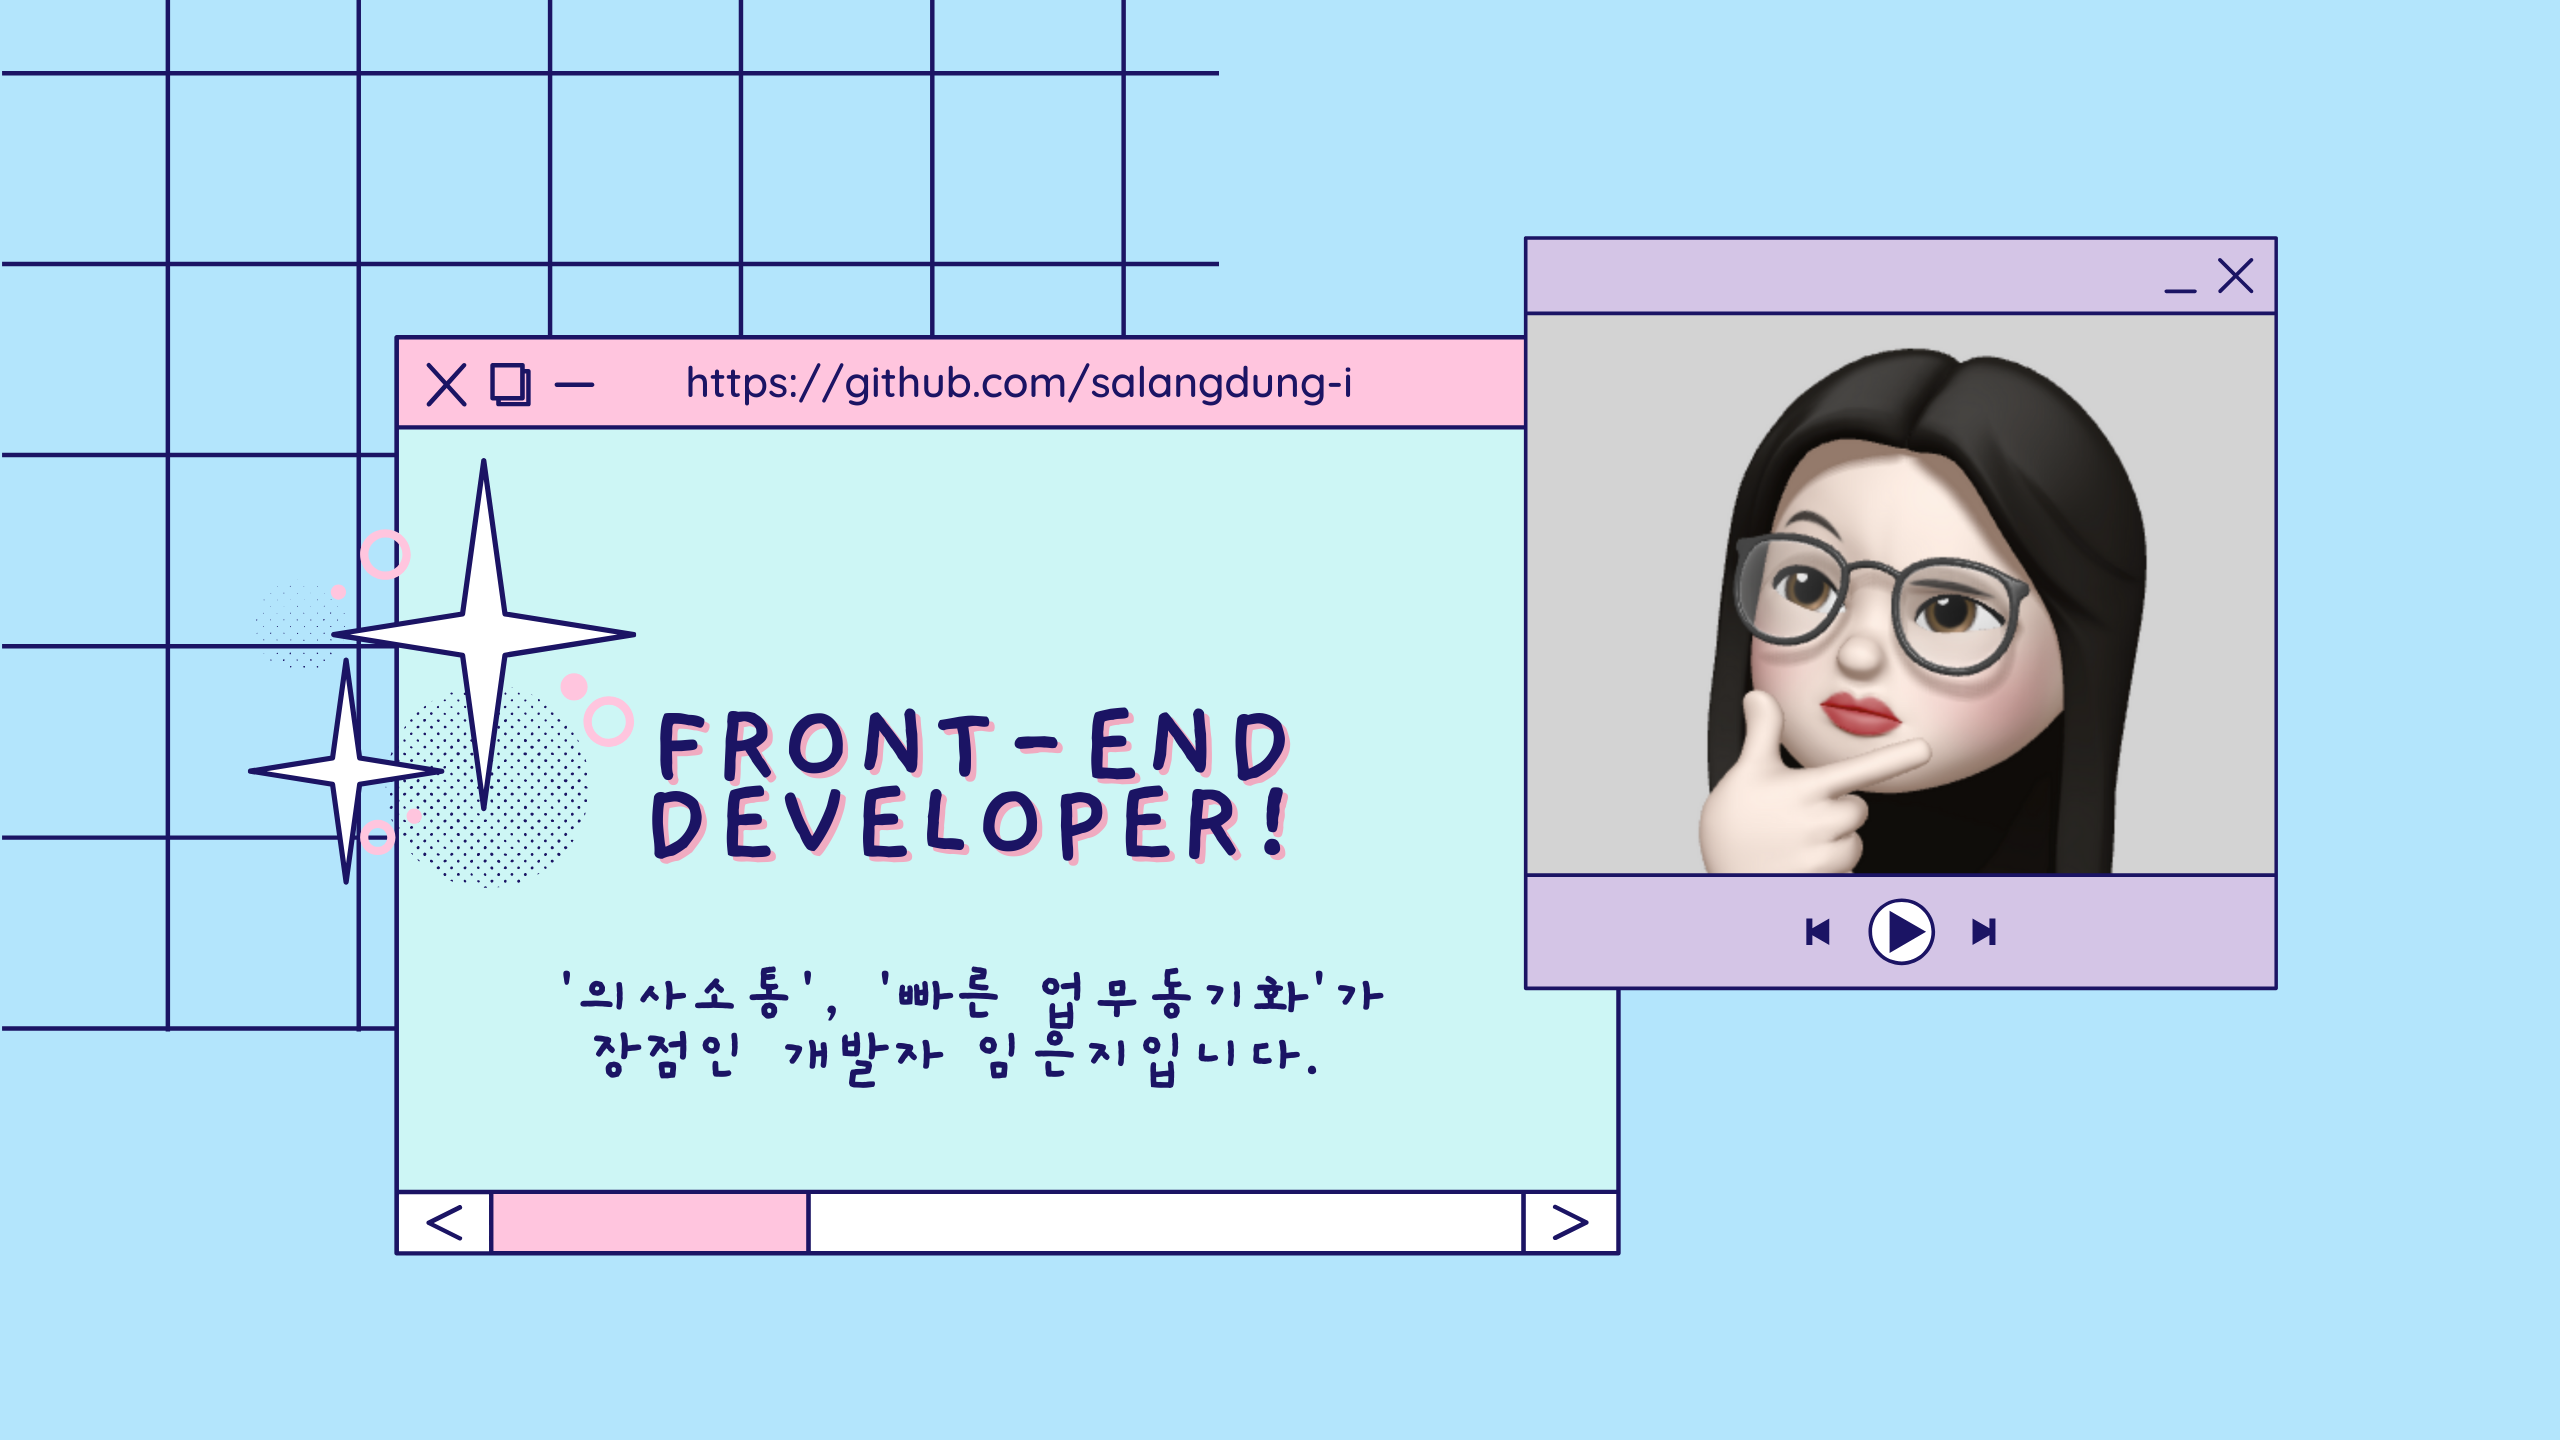 https://github.com/salangdung-i
FRONT-END
DEVELOPER!
'의사소통', '빠른 업무동기화'가
장점인 개발자 임은지입니다.